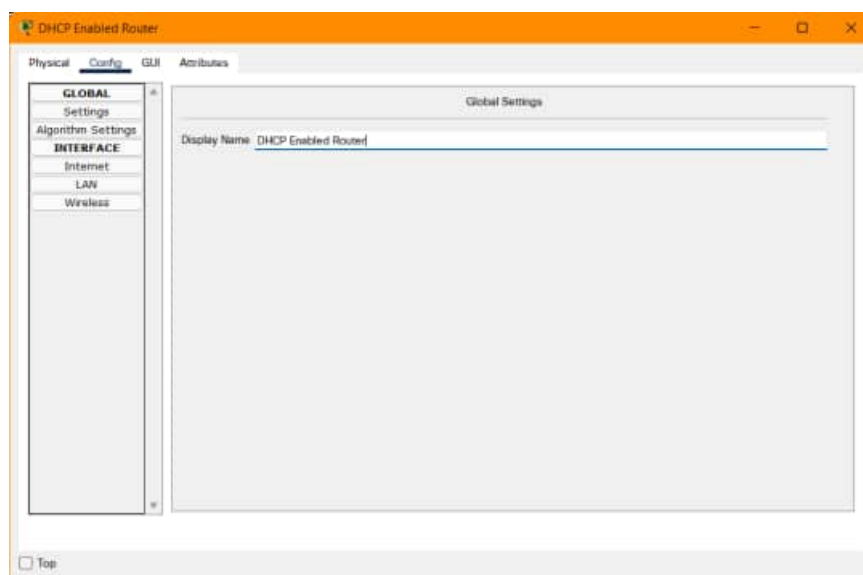 DHCP Enabled Router
Physical Config GUI Attributes
GLOBAL
Settings
Algorithm Settings
INTERFACE
Internet
LAN
Wireless
Global Settings
Display Name DHCP Enabled Router
Top